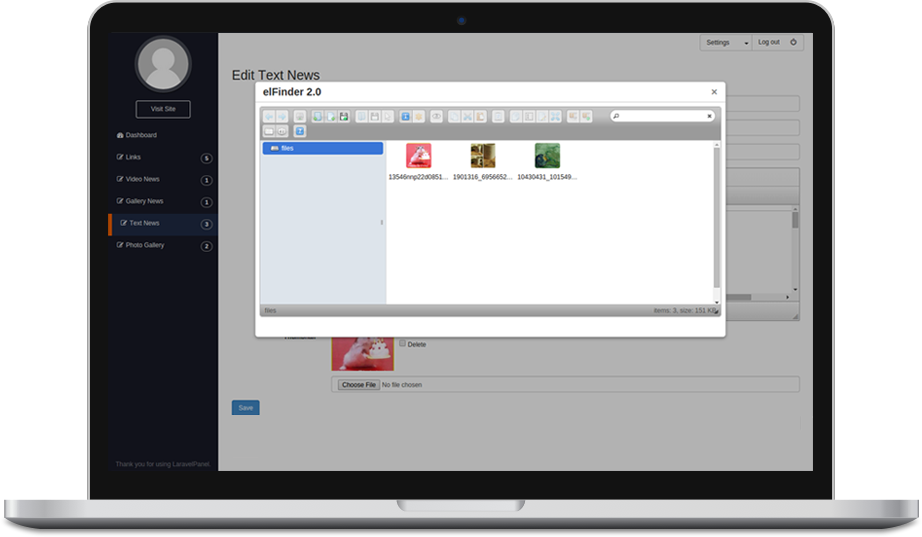 Settings
Log out
Edit Text News
elFinder 2.0
Visit Site
Dashboard
Links 5
Video News 1
Gallery News 1
Text News 3
Photo Gallery 2
files
13546nnp22d0851...
1901316_6956652...
10430431_101549...
files
items: 3, size: 151 KB
Delete
Choose File No file chosen
Save
Thank you for using LaravelPanel.